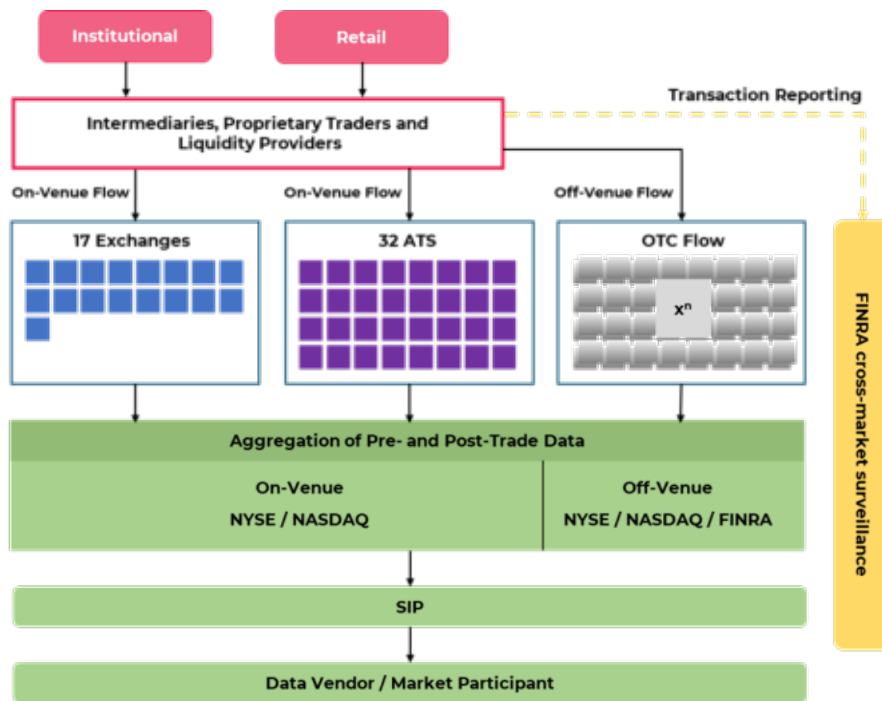 Institutional
Retail
Transaction Reporting
Intermediaries, Proprietary Traders and
Liquidity Providers
On-Venue Flow
On-Venue Flow
Off-Venue Flow
17 Exchanges
32 ATS
OTC Flow
xⁿ
FINRA cross-market surveillance
Aggregation of Pre- and Post-Trade Data
On-Venue
NYSE / NASDAQ
Off-Venue
NYSE / NASDAQ / FINRA
SIP
Data Vendor / Market Participant